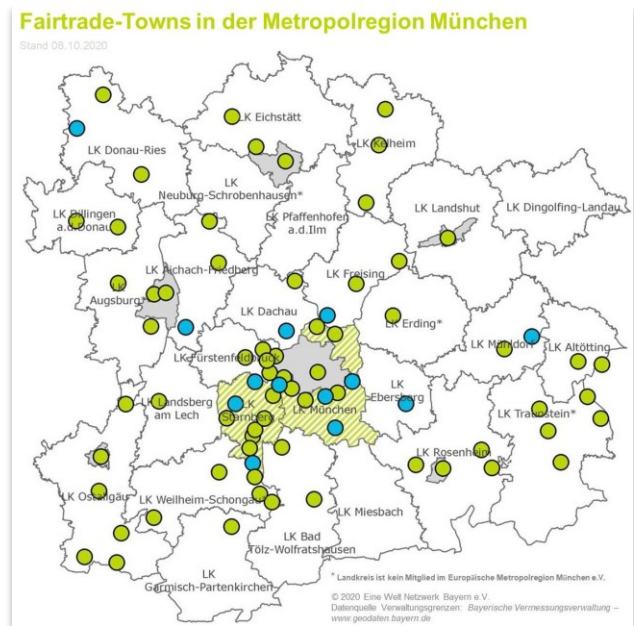 Fairtrade-Towns in der Metropolregion München
Stand 08.10.2020
LK Eichstätt
LK Kelheim
LK Donau-Ries
LK
Neuburg-Schrobenhausen*
LK Dillingen
a.d.Donau
LK Pfaffenhofen
a.d.Ilm
LK Landshut
LK Dingolfing-Landau
LK Aichach-Friedberg
LK
Augsburg*
LK Freising
LK Dachau
LK Erding*
LK Mühldorf
LK Altötting
LK Fürstenfeldbruck
LK
Ebersberg
LK Landsberg
am Lech
LK
Starnberg
LK München
LK Traunstein*
LK Rosenheim
LK Ostallgäu
LK Weilheim-Schongau
LK Miesbach
LK Bad
Tölz-Wolfratshausen
LK
Garmisch-Partenkirchen
* Landkreis ist kein Mitglied im Europäische Metropolregion München e.V.
© 2020 Eine Welt Netzwerk Bayern e.V.
Datenquelle Verwaltungsgrenzen: Bayerische Vermessungsverwaltung –
www.geodaten.bayern.de